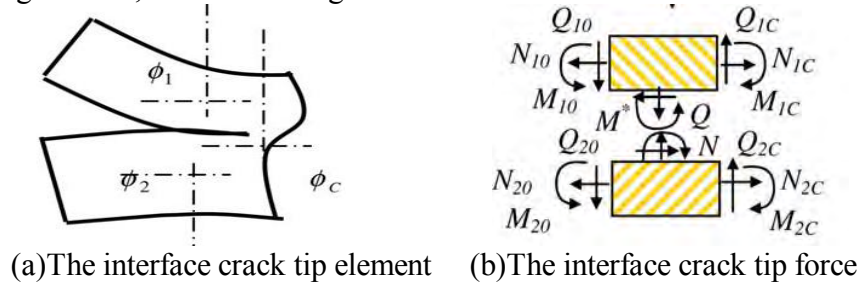 Q10 Q1C
N10 N1C
ϕ1
M10 M1C
M* Q
Q20 N Q2C
ϕ2 ϕC N20 N2C
M20 M2C
(a)The interface crack tip element (b)The interface crack tip force